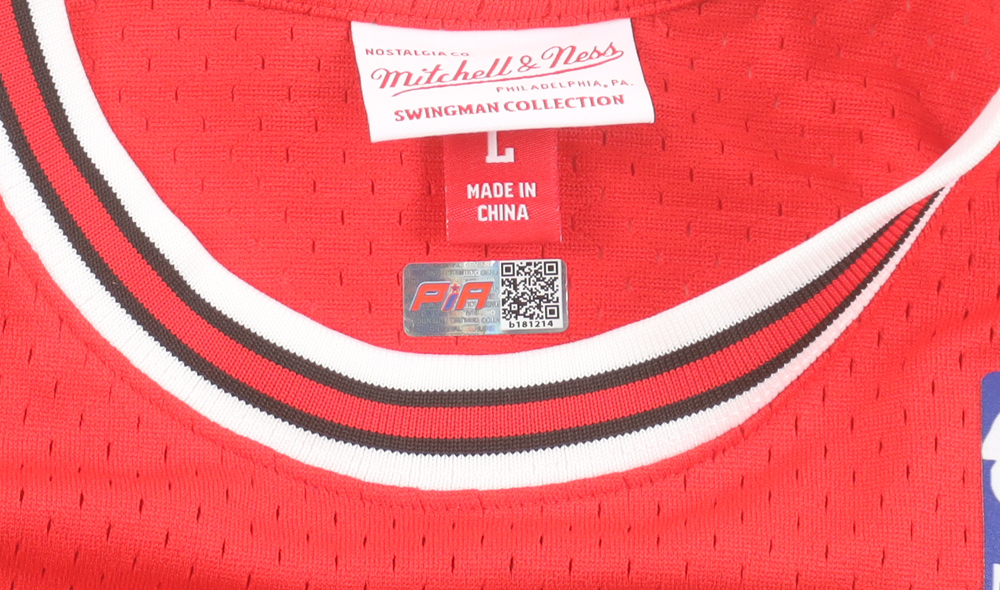 NOSTALGIA CO
Mitchell & Ness
PHILADELPHIA, PA.
SWINGMAN COLLECTION
L
MADE IN
CHINA
PIA
b181214